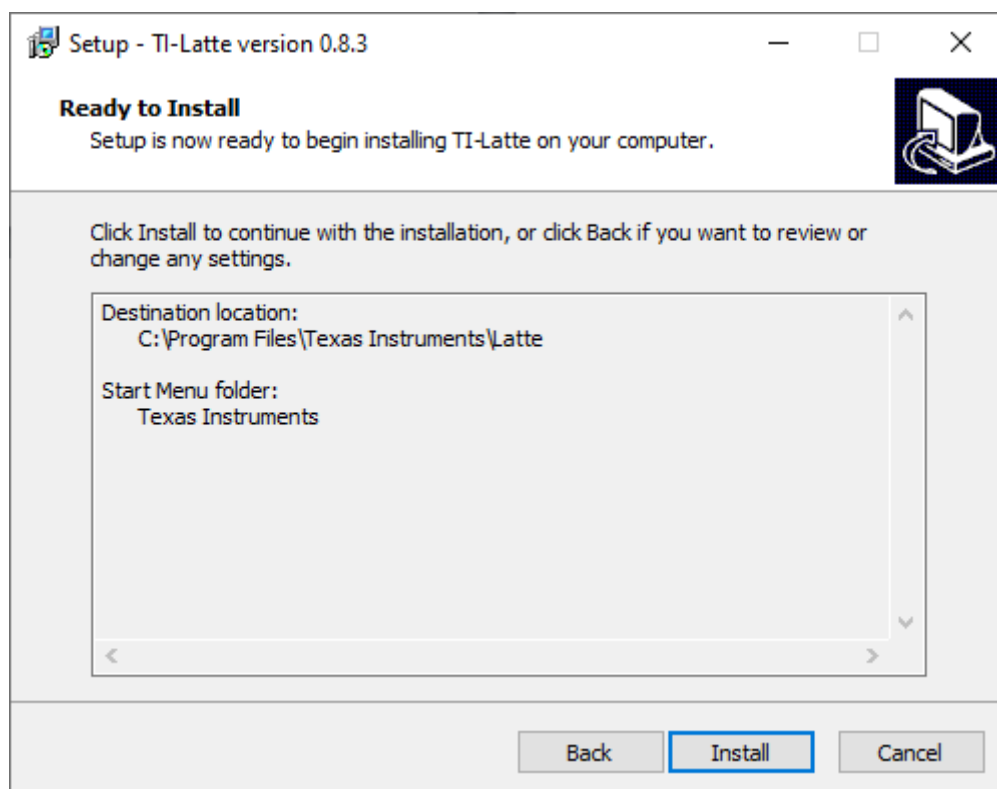 Setup - TI-Latte version 0.8.3
Ready to Install
Setup is now ready to begin installing TI-Latte on your computer.
Click Install to continue with the installation, or click Back if you want to review or
change any settings.
Destination location:
C:\Program Files\Texas Instruments\Latte
Start Menu folder:
Texas Instruments
Back Install Cancel